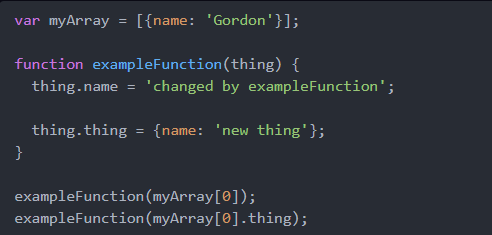 var myArray = [{name: 'Gordon'}];
function exampleFunction(thing) {
thing.name = 'changed by exampleFunction';
thing.thing = {name: 'new thing'};
}
exampleFunction(myArray[0]);
exampleFunction(myArray[0].thing);